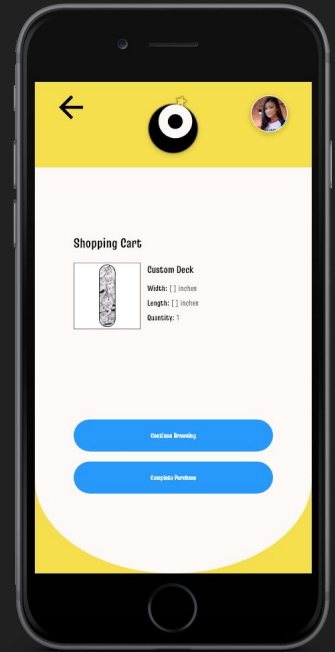 Shopping Cart
Custom Deck
Width: [ ] inches
Length: [ ] inches
Quantity: 1
Continue Browsing
Complete Purchase